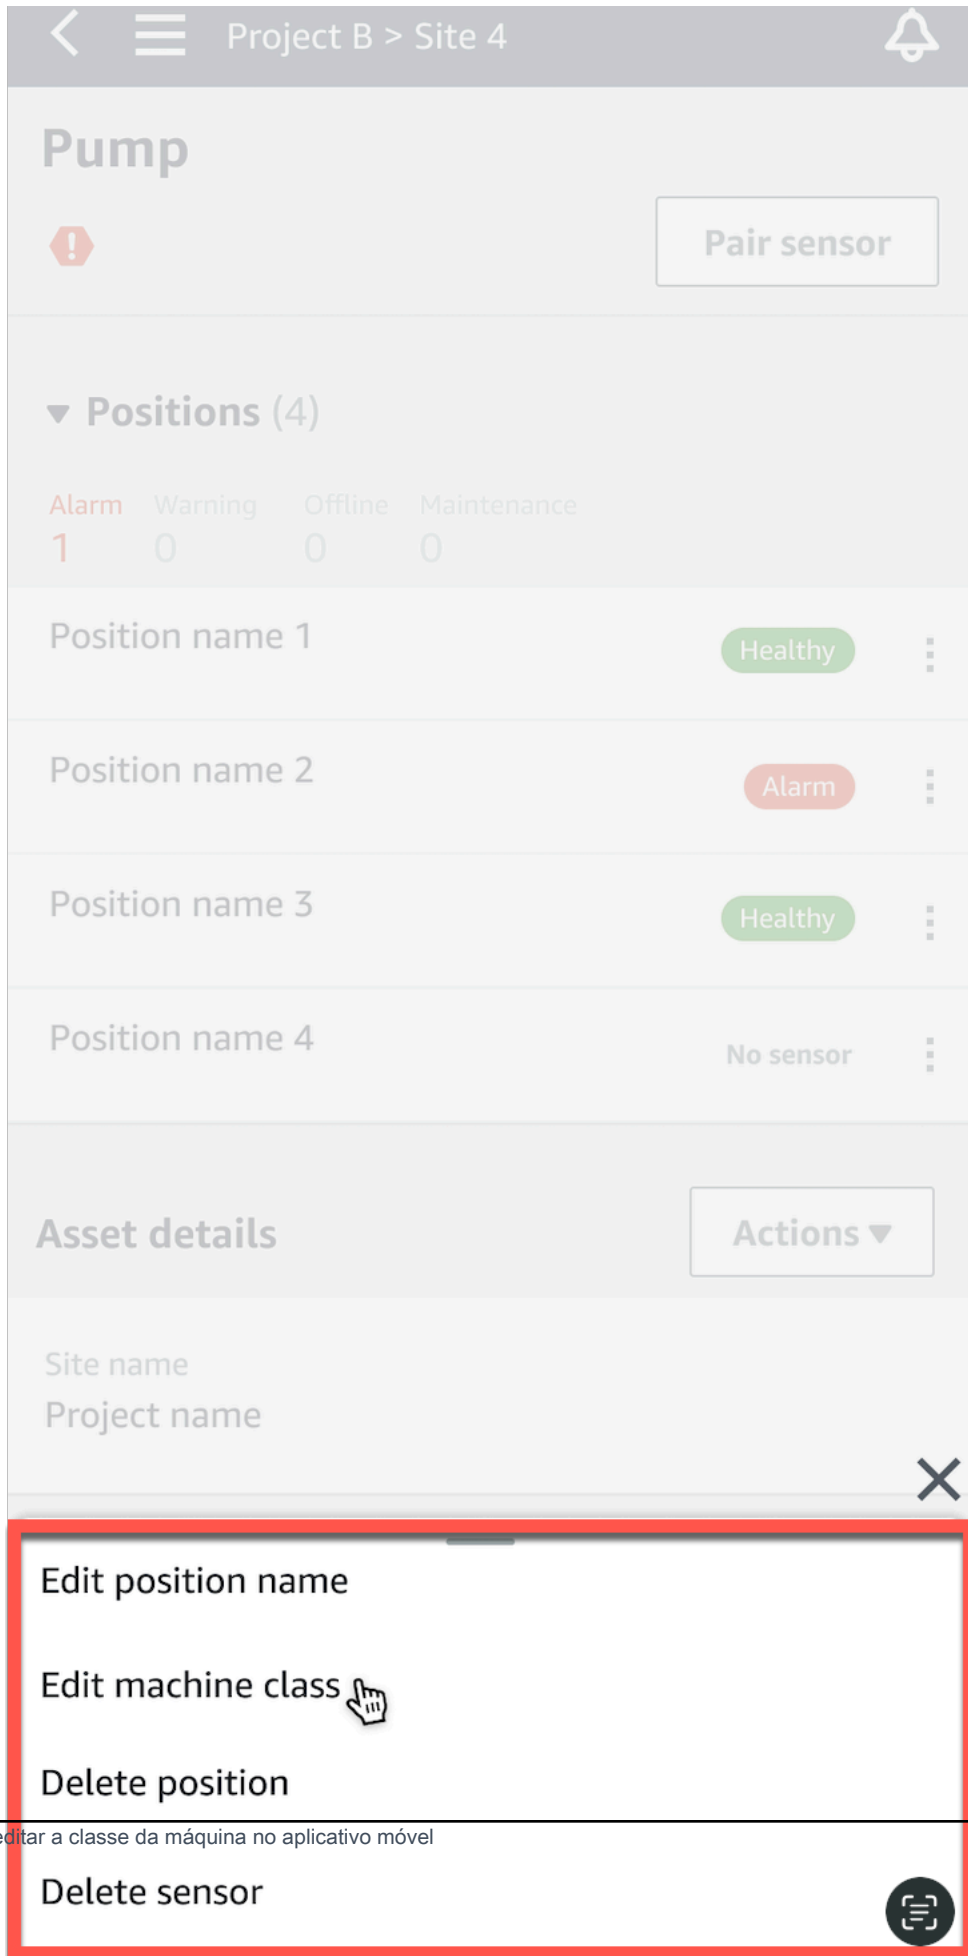 Project B > Site 4
Pump
Pair sensor
Positions (4)
Alarm Warning Offline Maintenance
1 0 0 0
Position name 1 Healthy
Position name 2 Alarm
Position name 3 Healthy
Position name 4 No sensor
Asset details Actions
Site name
Project name
Edit position name
Edit machine class
Delete position
editar a classe da máquina no aplicativo móvel
Delete sensor